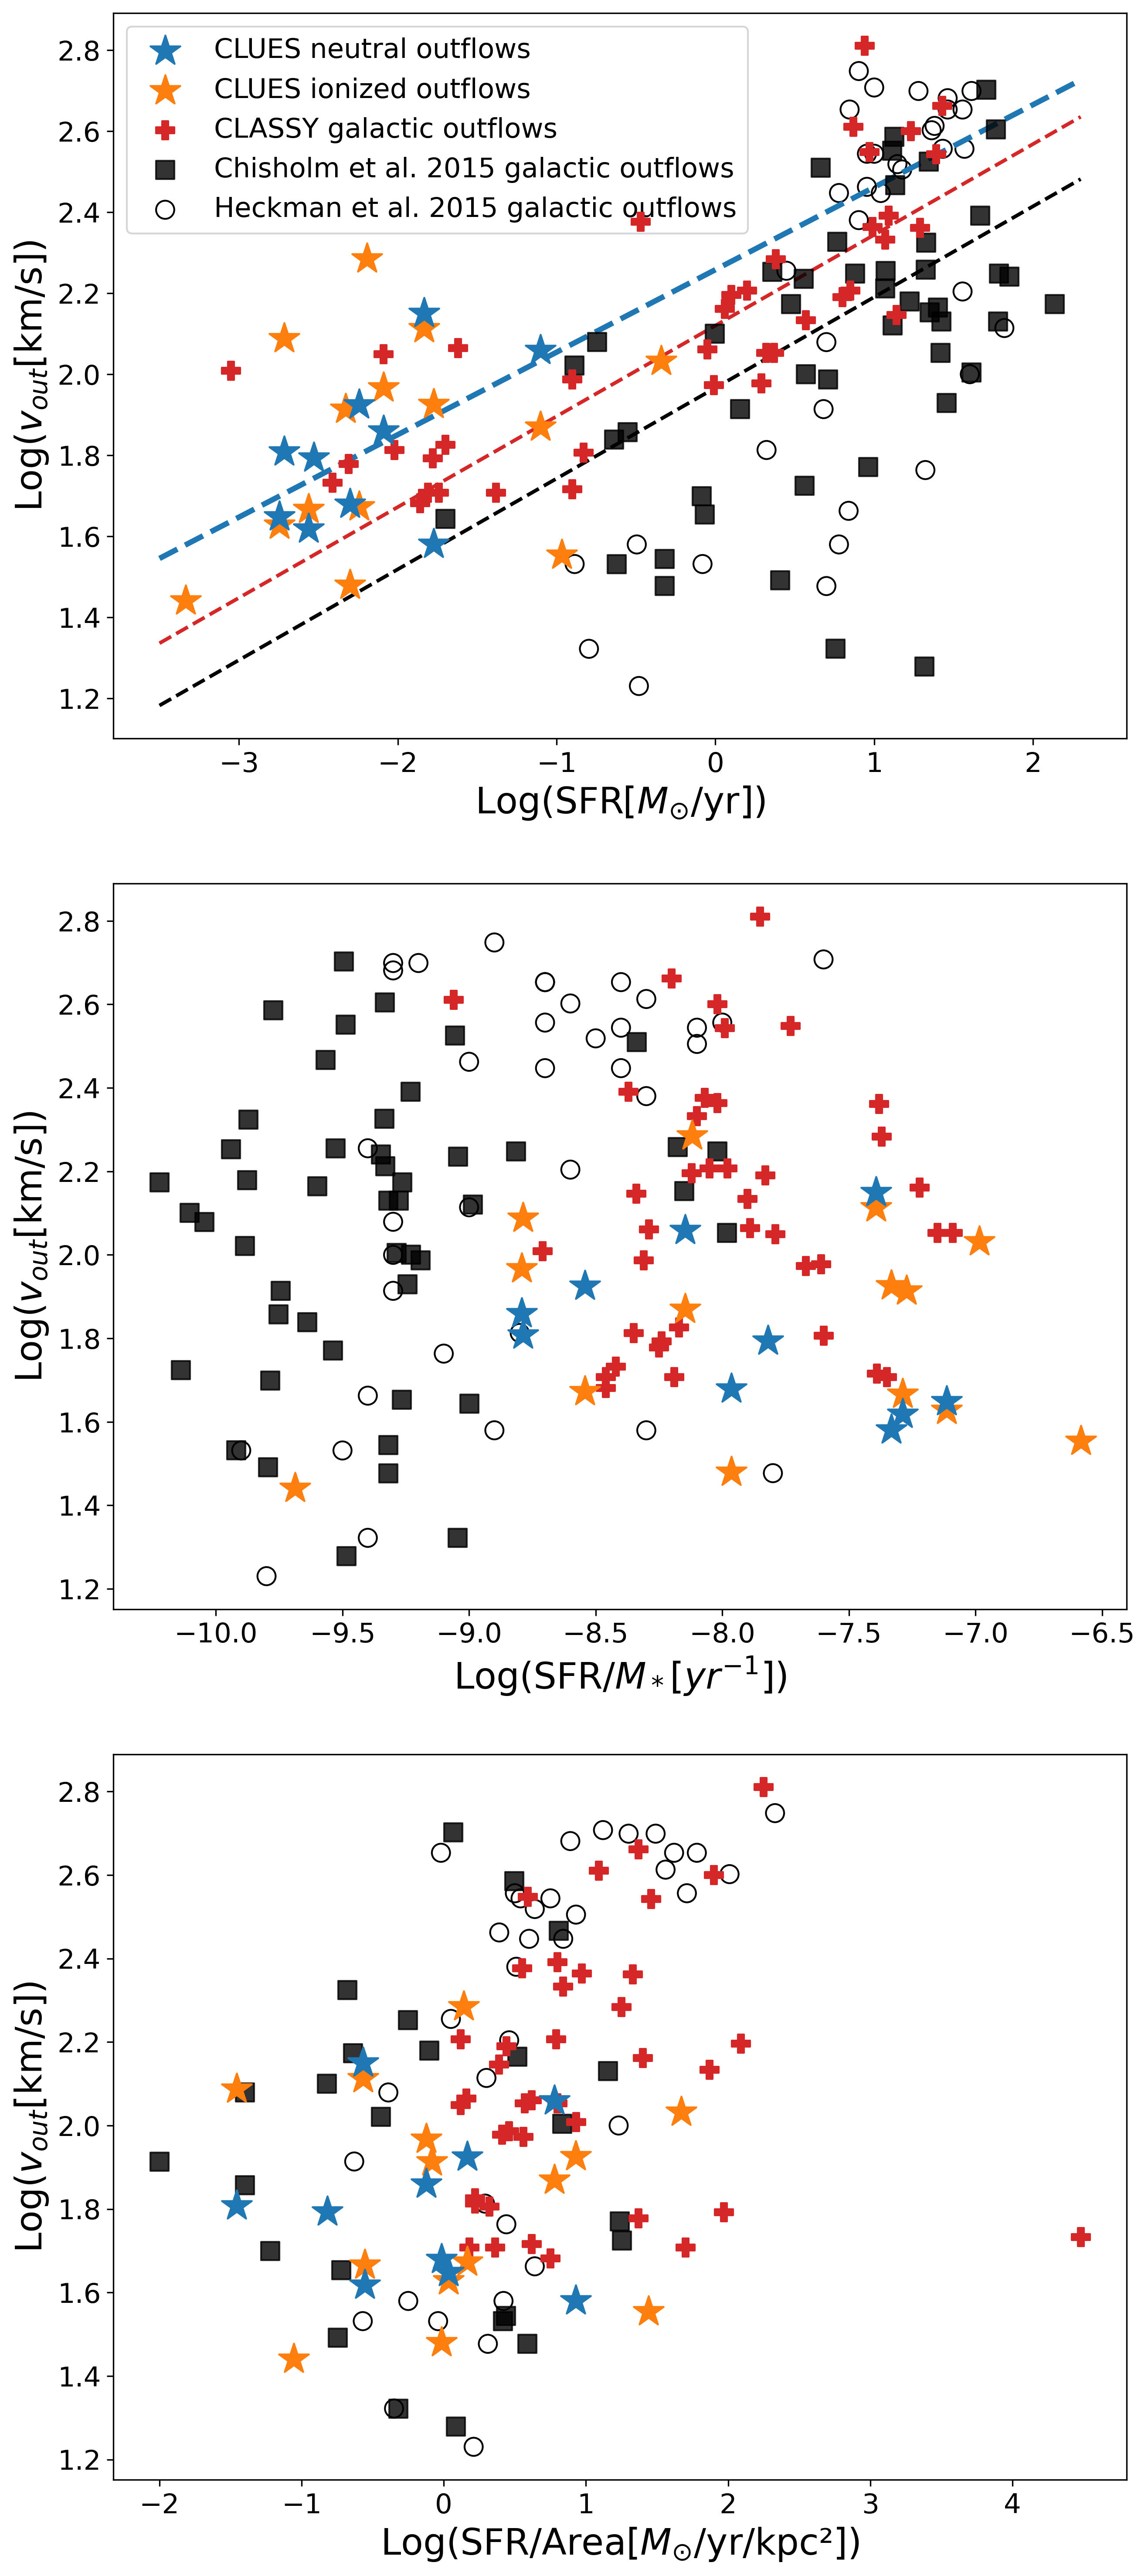 2.8
2.6
2.4
2.2
2.0
1.8
1.6
1.4
1.2
Log(v_out[km/s])
CLUES neutral outflows
CLUES ionized outflows
CLASSY galactic outflows
Chisholm et al. 2015 galactic outflows
Heckman et al. 2015 galactic outflows
−3 −2 −1 0 1 2
Log(SFR[M⊙/yr])
2.8
2.6
2.4
2.2
2.0
1.8
1.6
1.4
1.2
Log(v_out[km/s])
−10.0 −9.5 −9.0 −8.5 −8.0 −7.5 −7.0 −6.5
Log(SFR/M*[yr⁻¹])
2.8
2.6
2.4
2.2
2.0
1.8
1.6
1.4
1.2
Log(v_out[km/s])
−2 −1 0 1 2 3 4
Log(SFR/Area[M⊙/yr/kpc²])